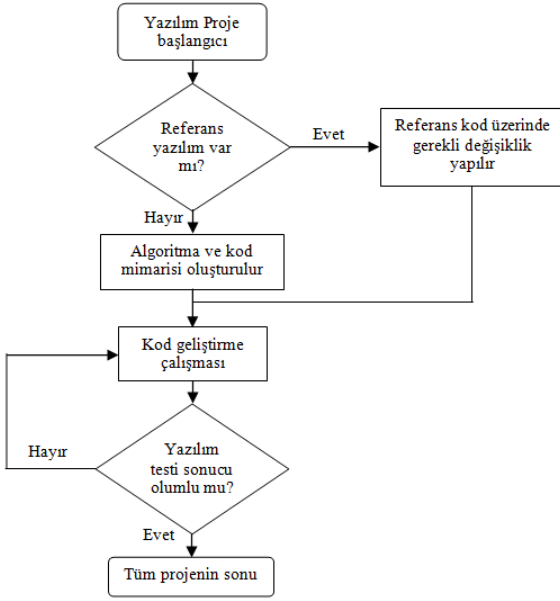 Yazılım Proje
başlangıcı
Referans
yazılım var
mı?
Evet
Referans kod üzerinde
gerekli değişiklik
yapılır
Hayır
Algoritma ve kod
mimarisi oluşturulur
Kod geliştirme
çalışması
Hayır
Yazılım
testi sonucu
olumlu mu?
Evet
Tüm projenin sonu